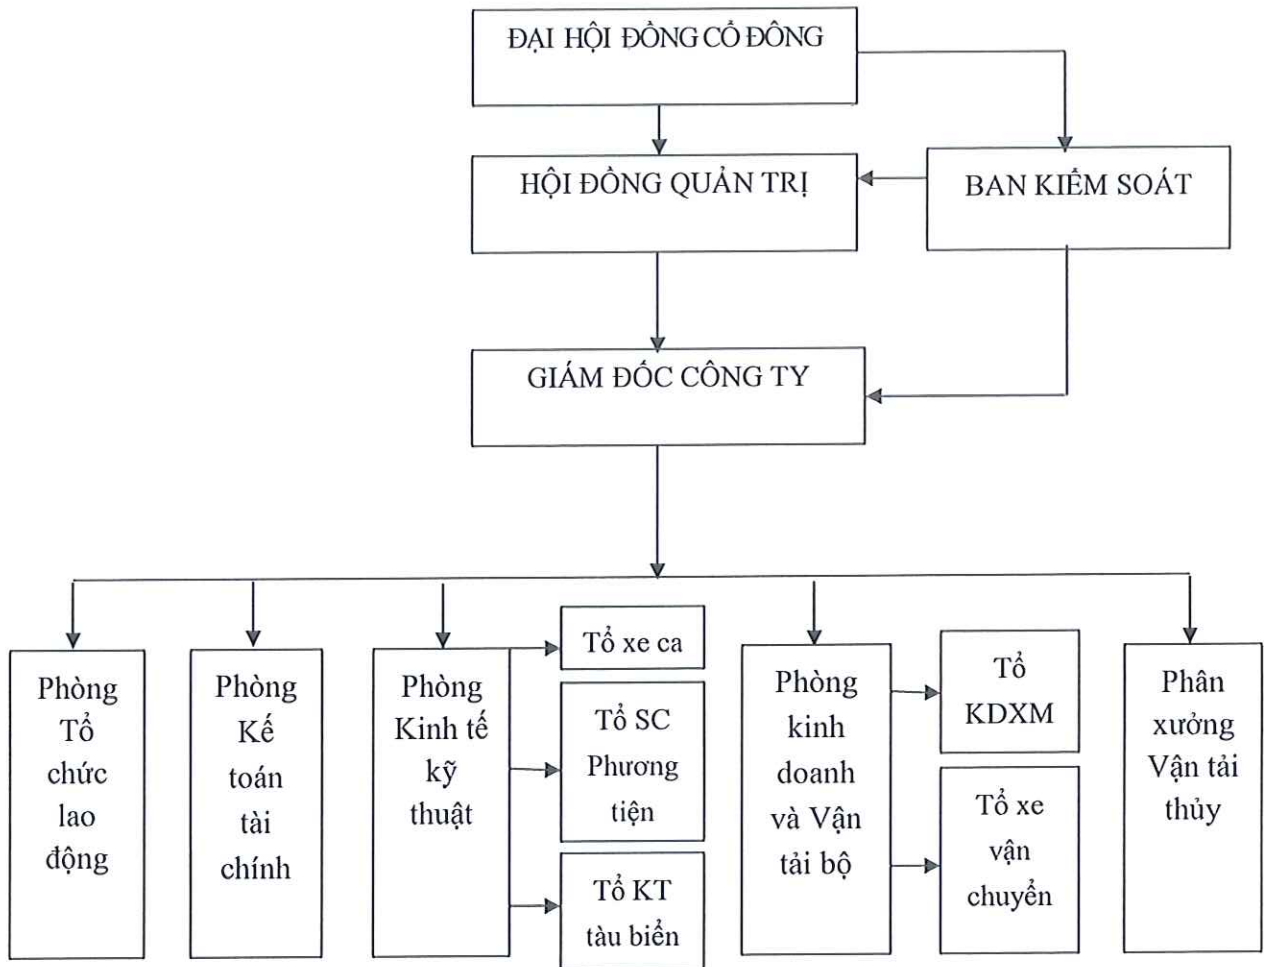 ĐẠI HỘI ĐỒNG CỔ ĐÔNG
HỘI ĐỒNG QUẢN TRỊ
BAN KIỂM SOÁT
GIÁM ĐỐC CÔNG TY
Phòng
Tổ
chức
lao
động
Phòng
Kế
toán
tài
chính
Phòng
Kinh tế
kỹ
thuật
Tổ xe ca
Tổ SC
Phương
tiện
Tổ KT
tàu biển
Phòng
kinh
doanh
và Vận
tải bộ
Tổ
KDXM
Tổ xe
vận
chuyển
Phân
xưởng
Vận tải
thủy